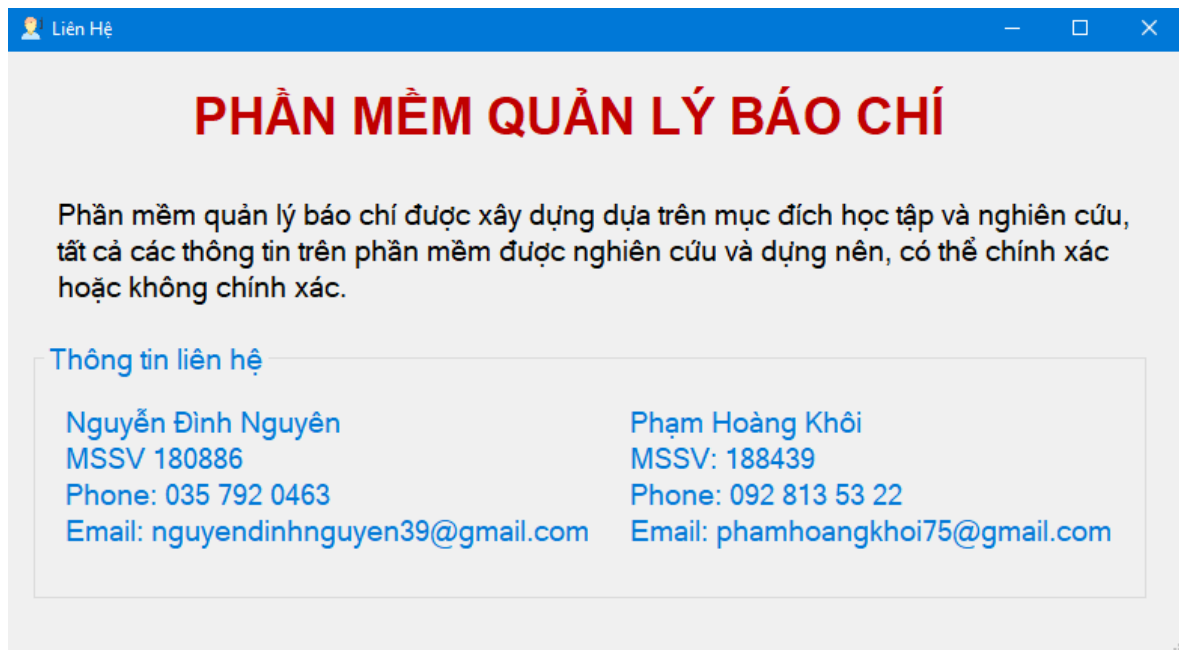 Liên Hệ
PHẦN MỀM QUẢN LÝ BÁO CHÍ
Phần mềm quản lý báo chí được xây dựng dựa trên mục đích học tập và nghiên cứu,
tất cả các thông tin trên phần mềm được nghiên cứu và dựng nên, có thể chính xác
hoặc không chính xác.
Thông tin liên hệ
Nguyễn Đình Nguyên
MSSV 180886
Phone: 035 792 0463
Email: nguyendinhnguyen39@gmail.com
Phạm Hoàng Khôi
MSSV: 188439
Phone: 092 813 53 22
Email: phamhoangkhoi75@gmail.com